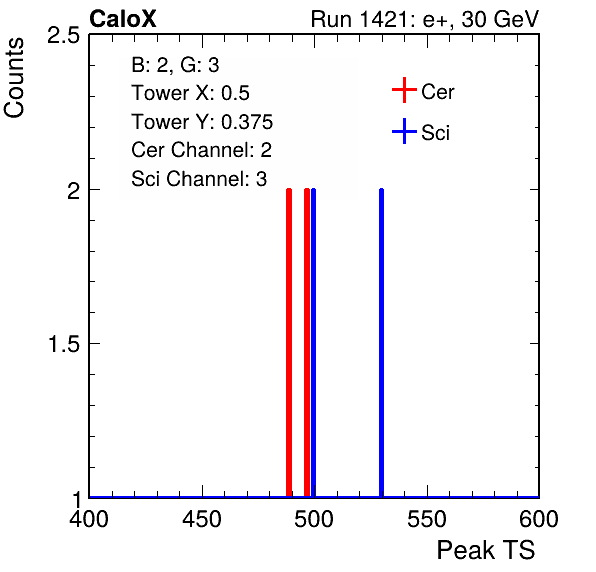 CaloX Run 1421: e+, 30 GeV
Counts
2.5
2
1.5
1
B: 2, G: 3
Tower X: 0.5
Tower Y: 0.375
Cer Channel: 2
Sci Channel: 3
Cer
Sci
400 450 500 550 600
Peak TS